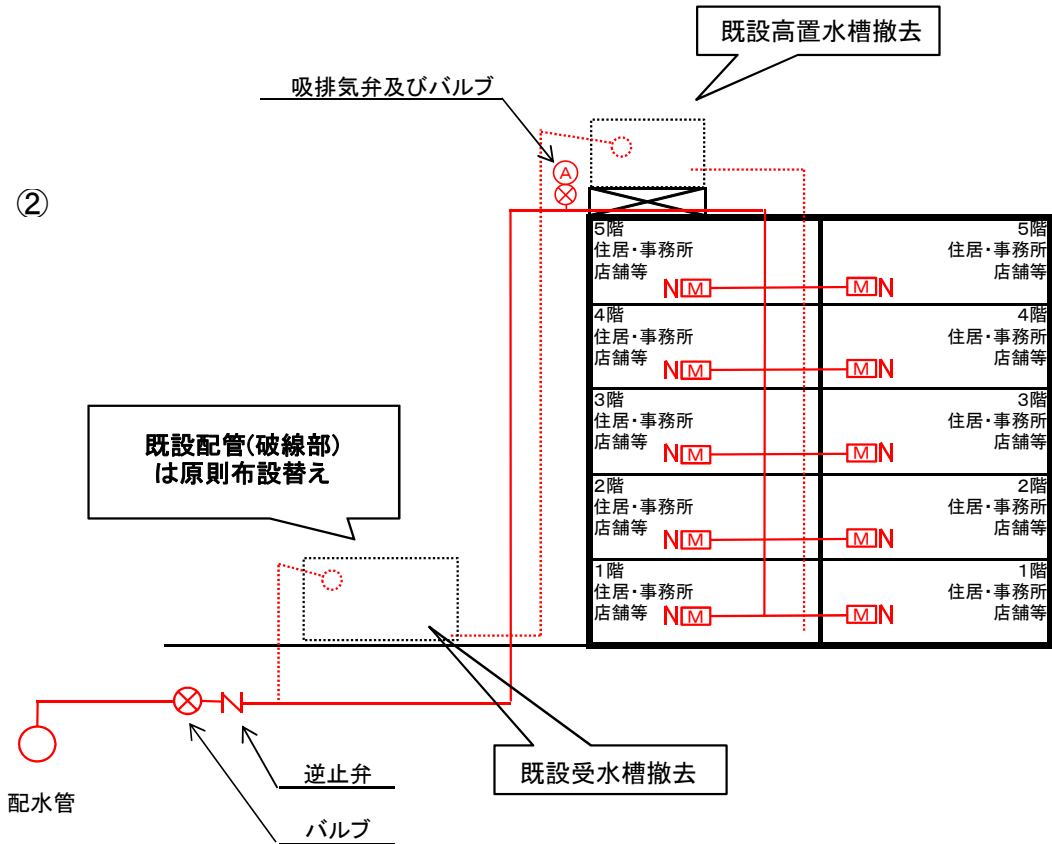 既設高置水槽撤去
吸排気弁及びバルブ
②
A
5階
住居・事務所
店舗等
N M
5階
住居・事務所
店舗等
M N
4階
住居・事務所
店舗等
N M
4階
住居・事務所
店舗等
M N
3階
住居・事務所
店舗等
N M
3階
住居・事務所
店舗等
M N
既設配管(破線部)
は原則布設替え
2階
住居・事務所
店舗等
N M
2階
住居・事務所
店舗等
M N
1階
住居・事務所
店舗等
N M
1階
住居・事務所
店舗等
M N
N
既設受水槽撤去
逆止弁
配水管
バルブ